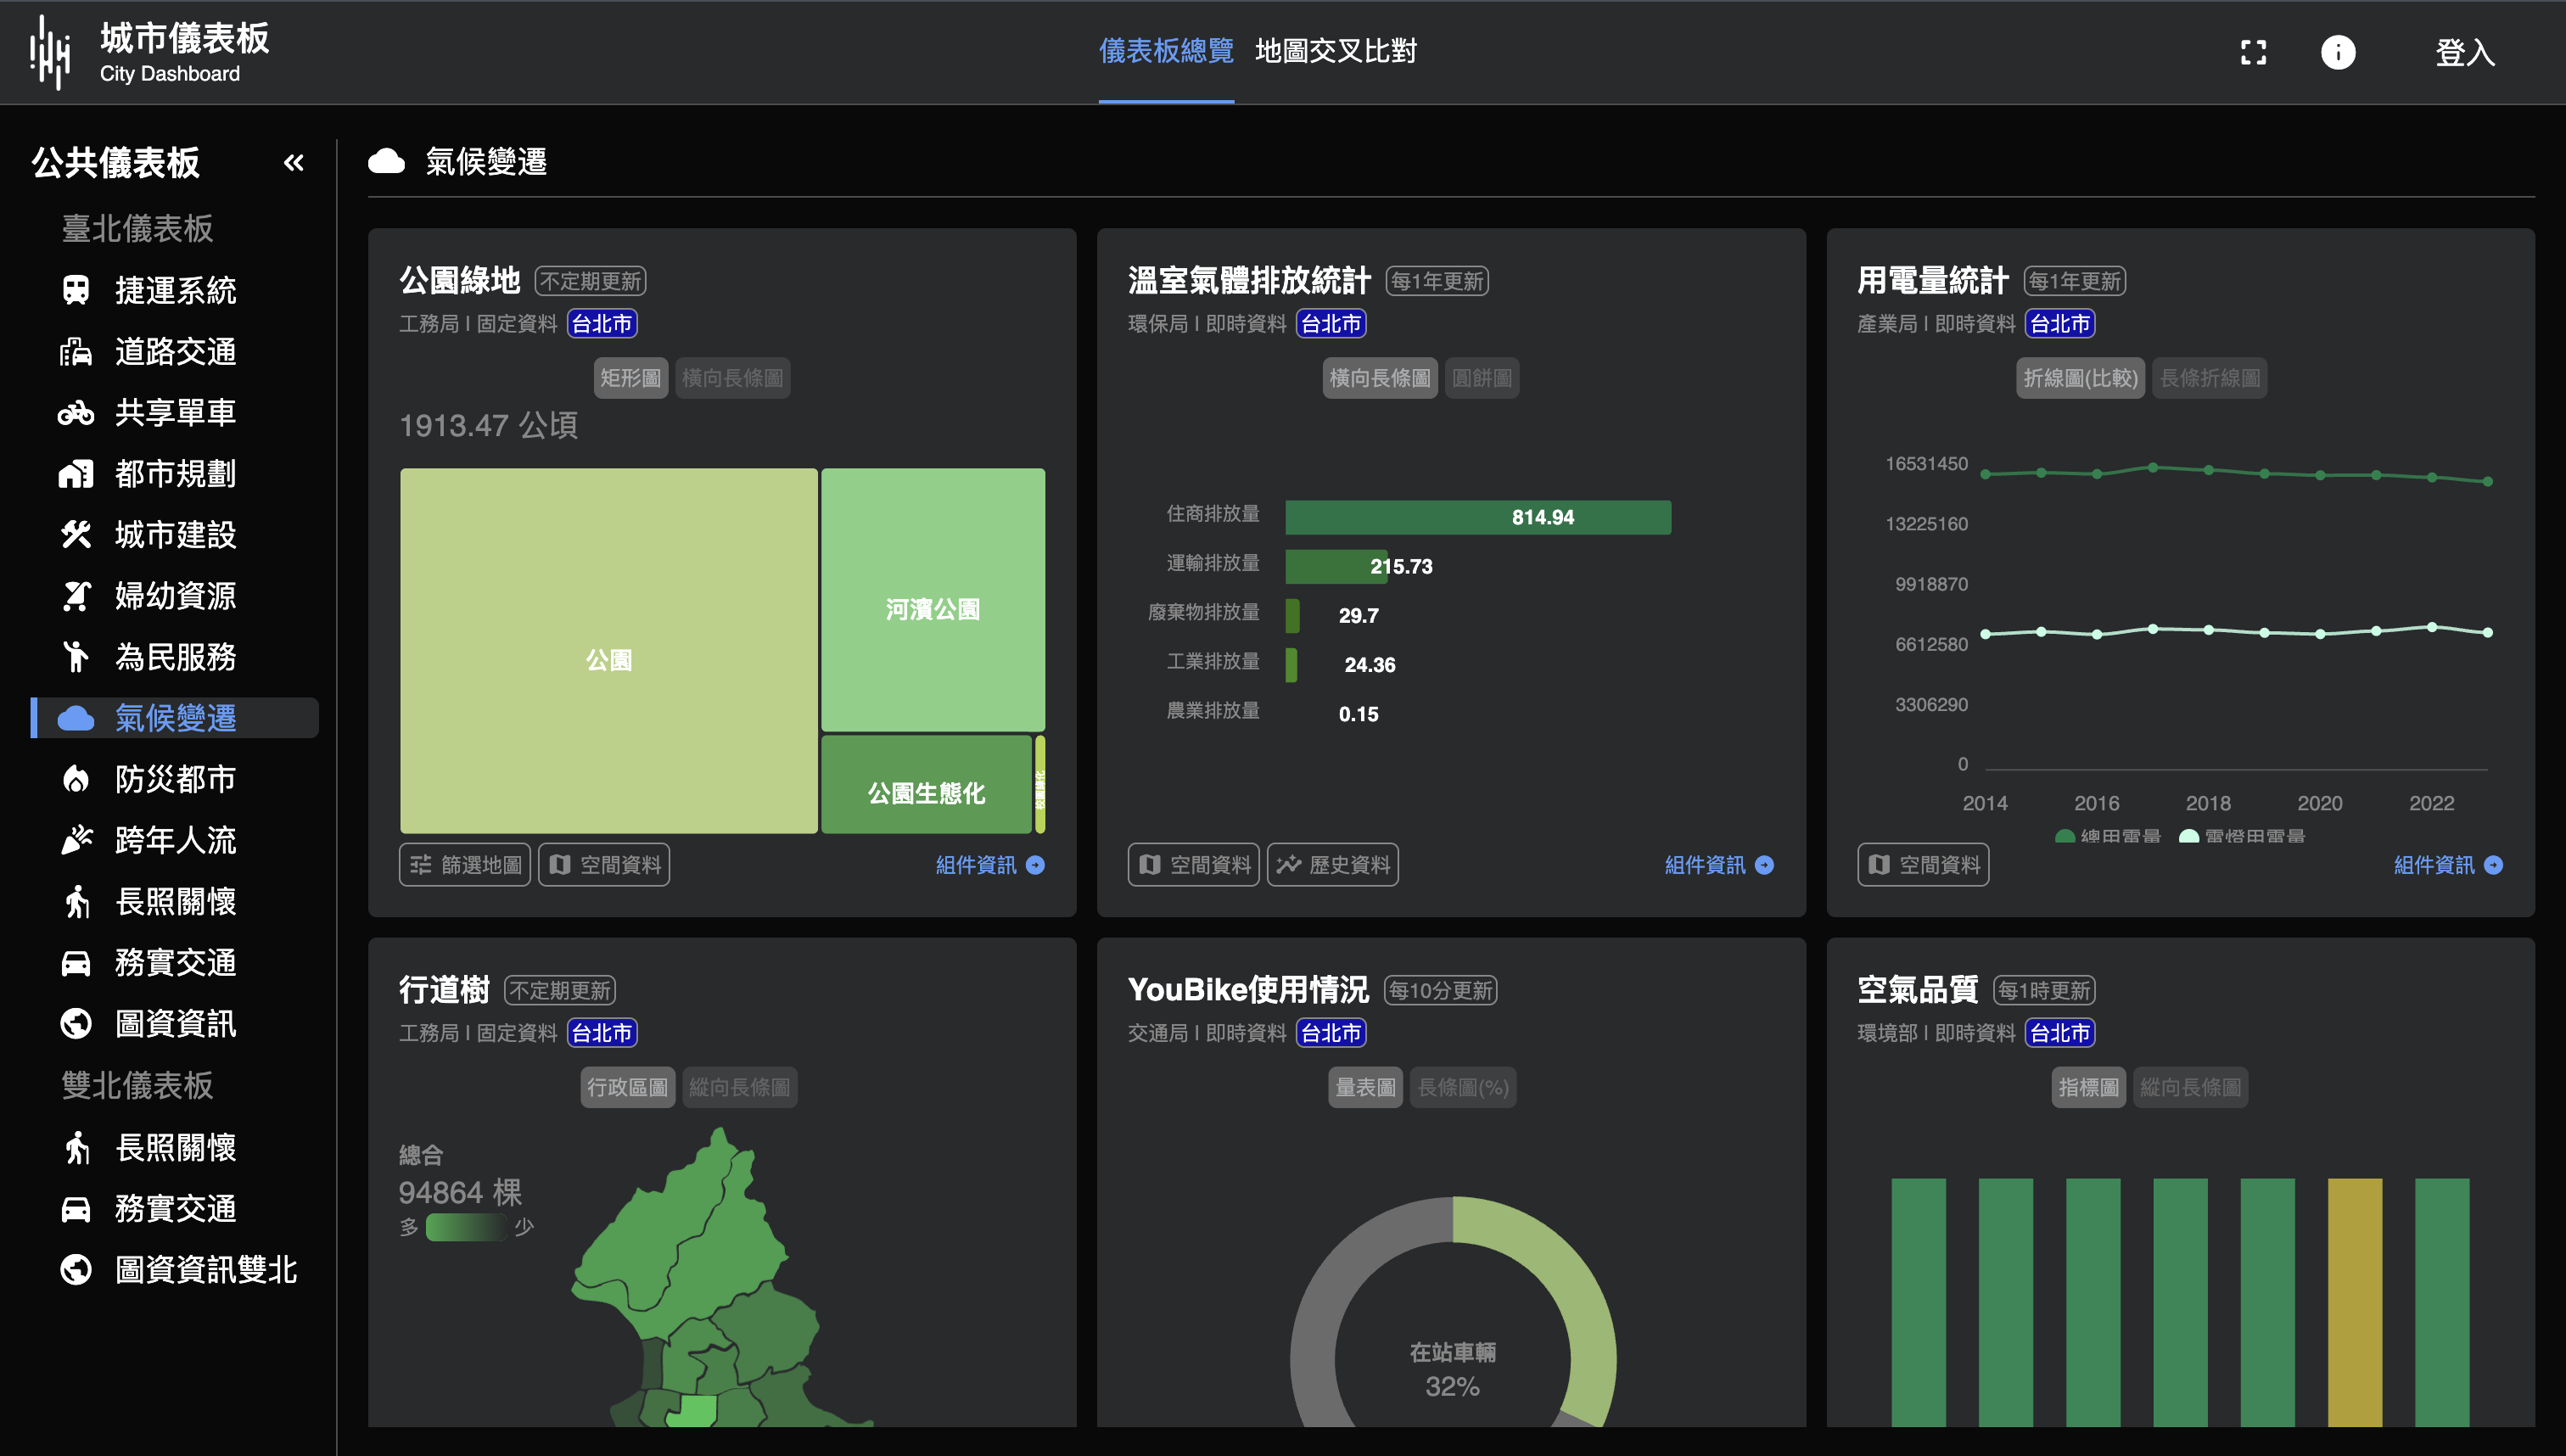 城市儀表板
City Dashboard
儀表板總覽 地圖交叉比對
登入
公共儀表板
臺北儀表板
捷運系統
道路交通
共享單車
都市規劃
城市建設
婦幼資源
為民服務
氣候變遷
防災都市
跨年人流
長照關懷
務實交通
圖資資訊
雙北儀表板
長照關懷
務實交通
圖資資訊雙北
氣候變遷
公園綠地 不定期更新
工務局 | 固定資料 台北市
矩形圖 橫向長條圖
1913.47 公頃
公園
河濱公園
公園生態化
篩選地圖 空間資料 組件資訊
溫室氣體排放統計 每1年更新
環保局 | 即時資料 台北市
橫向長條圖 圓餅圖
住商排放量 814.94
運輸排放量 215.73
廢棄物排放量 29.7
工業排放量 24.36
農業排放量 0.15
空間資料 歷史資料 組件資訊
用電量統計 每1年更新
產業局 | 即時資料 台北市
折線圖(比較) 長條折線圖
16531450
13225160
9918870
6612580
3306290
0
2014 2016 2018 2020 2022
總用電量 電燈用電量
空間資料 組件資訊
行道樹 不定期更新
工務局 | 固定資料 台北市
行政區圖 縱向長條圖
總合
94864 棵
多 少
YouBike使用情況 每10分更新
交通局 | 即時資料 台北市
量表圖 長條圖(%)
在站車輛
32%
空氣品質 每1時更新
環境部 | 即時資料 台北市
指標圖 縱向長條圖